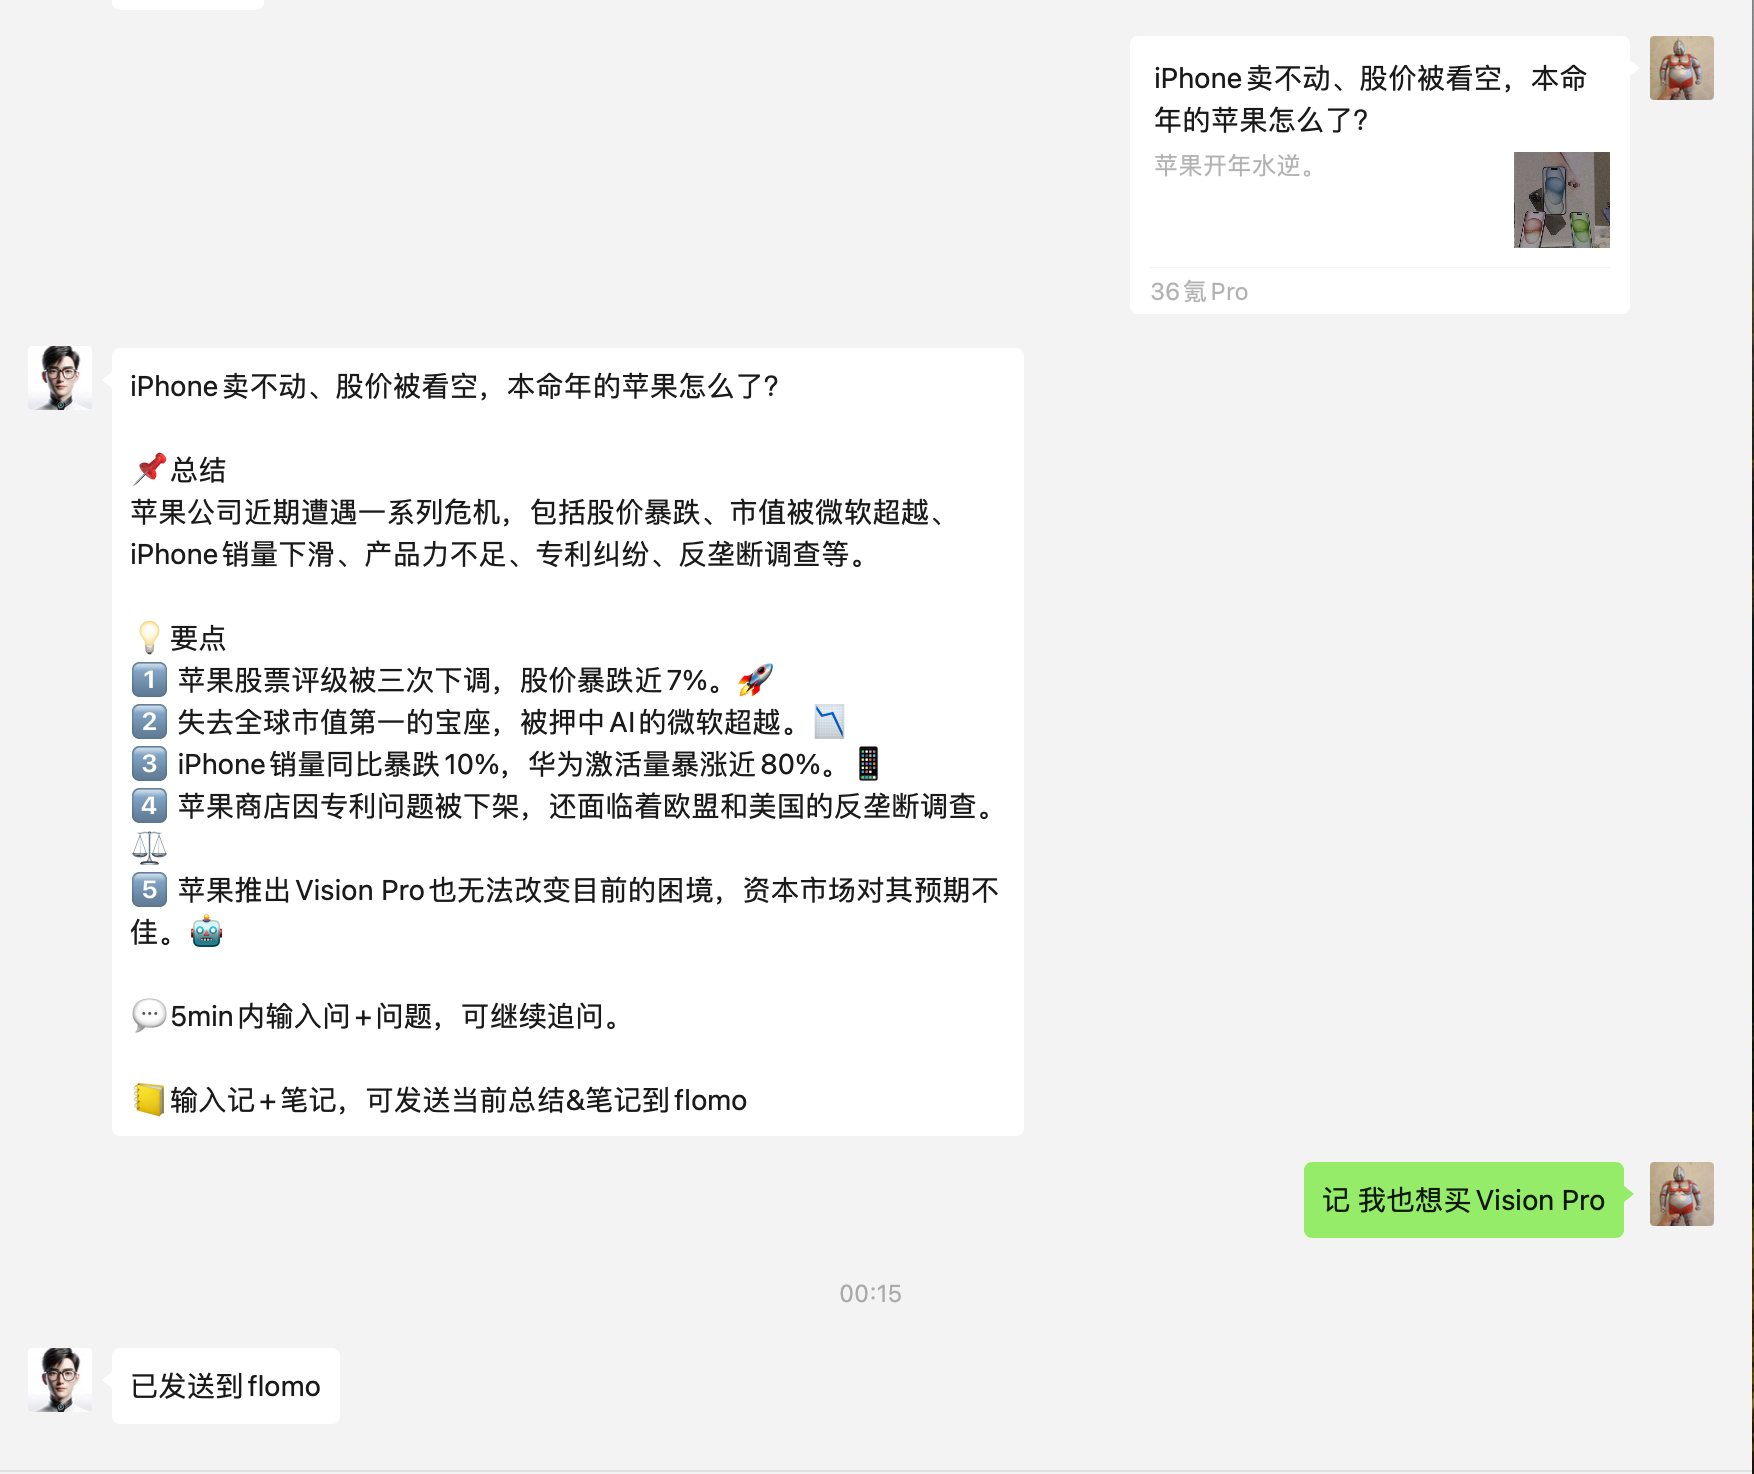 iPhone卖不动、股价被看空，本命
年的苹果怎么了？
苹果开年水逆。
36氪Pro
iPhone卖不动、股价被看空，本命年的苹果怎么了？
📌总结
苹果公司近期遭遇一系列危机，包括股价暴跌、市值被微软超越、
iPhone销量下滑、产品力不足、专利纠纷、反垄断调查等。
💡要点
1️⃣ 苹果股票评级被三次下调，股价暴跌近7%。🚀
2️⃣ 失去全球市值第一的宝座，被押中AI的微软超越。📉
3️⃣ iPhone销量同比暴跌10%，华为激活量暴涨近80%。📱
4️⃣ 苹果商店因专利问题被下架，还面临着欧盟和美国的反垄断调查。
⚖️
5️⃣ 苹果推出Vision Pro也无法改变目前的困境，资本市场对其预期不
佳。🤖
💬5min内输入问+问题，可继续追问。
📒输入记+笔记，可发送当前总结&笔记到flomo
记 我也想买Vision Pro
00:15
已发送到flomo